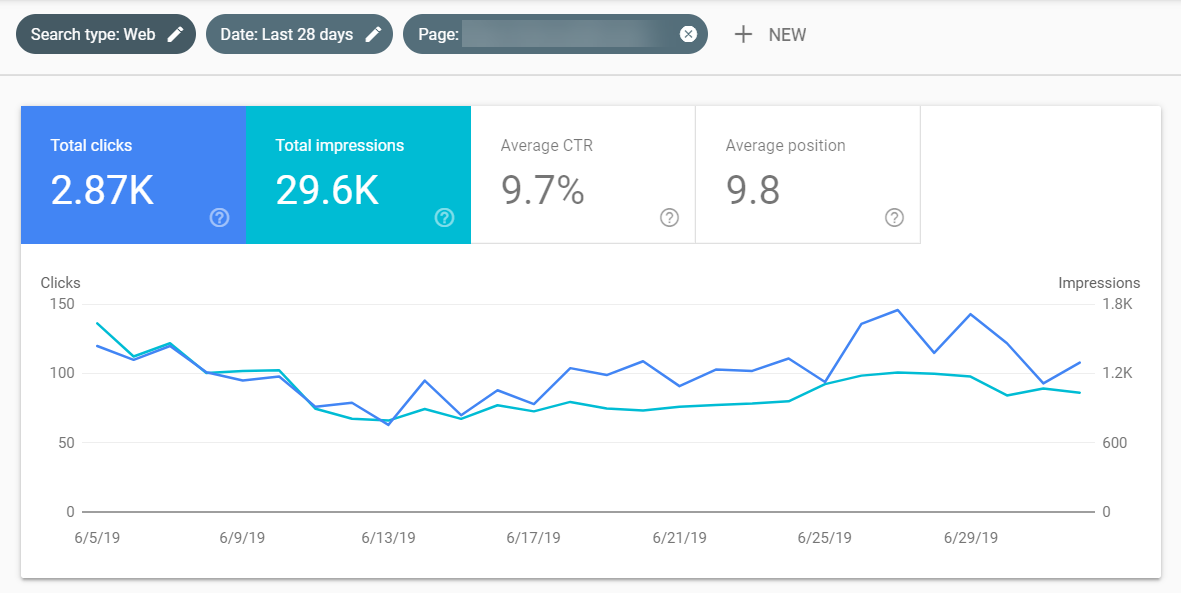 Search type: Web Date: Last 28 days Page: NEW
Total clicks Total impressions Average CTR Average position
2.87K 29.6K 9.7% 9.8
Clicks Impressions
150 1.8K
100 1.2K
50 600
0 0
6/5/19 6/9/19 6/13/19 6/17/19 6/21/19 6/25/19 6/29/19